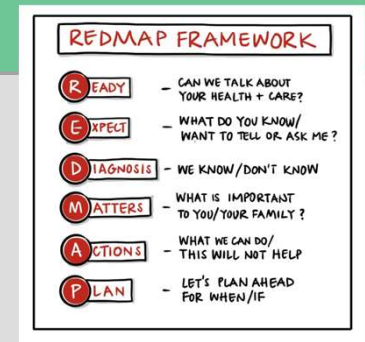 REDMAP FRAMEWORK
READY – CAN WE TALK ABOUT
YOUR HEALTH + CARE?
EXPECT – WHAT DO YOU KNOW/
WANT TO TELL OR ASK ME?
DIAGNOSIS – WE KNOW/DON'T KNOW
MATTERS – WHAT IS IMPORTANT
TO YOU/YOUR FAMILY?
ACTIONS – WHAT WE CAN DO/
THIS WILL NOT HELP
PLAN – LET'S PLAN AHEAD
FOR WHEN/IF